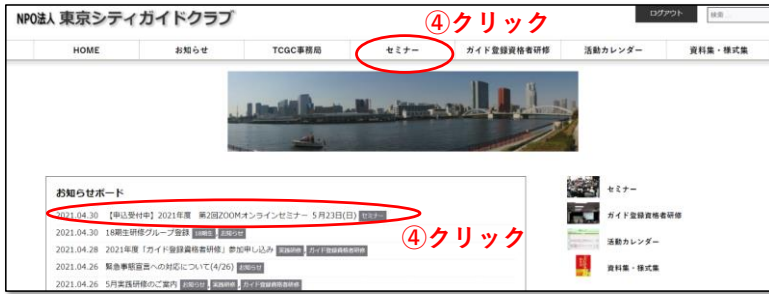 NPO法人 東京シティガイドクラブ
ログアウト
検索...
④クリック
HOME お知らせ TCGC事務局 セミナー ガイド登録資格者研修 活動カレンダー 資料集・様式集
お知らせボード
2021.04.30 【申込受付中】2021年度 第2回ZOOMオンラインセミナー 5月23日(日) セミナー
2021.04.30 18期生研修グループ登録 18期生, お知らせ
2021.04.28 2021年度「ガイド登録資格者研修」参加申し込み 実践研修, ガイド登録資格者研修
2021.04.26 緊急事態宣言への対応について(4/26) お知らせ
2021.04.26 5月実践研修のご案内 お知らせ, 実践研修, ガイド登録資格者研修
④クリック
セミナー
ガイド登録資格者研修
活動カレンダー
資料集・様式集